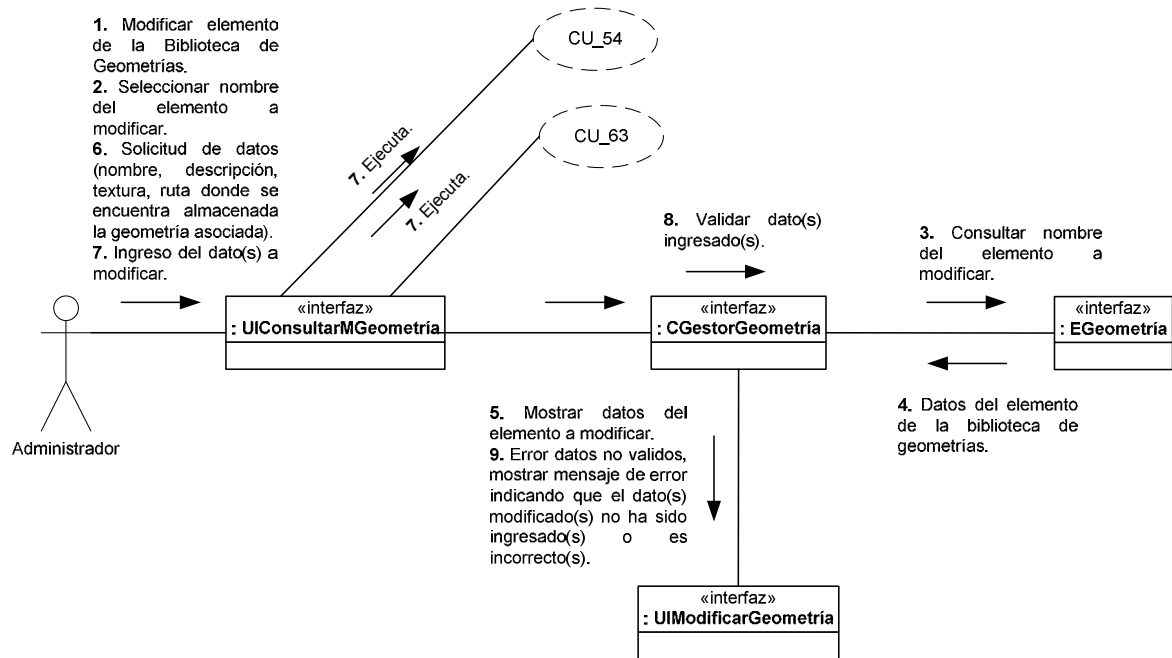 1. Modificar elemento
de la Biblioteca de
Geometrías.
2. Seleccionar nombre
del elemento a
modificar.
6. Solicitud de datos
(nombre, descripción,
textura, ruta donde se
encuentra almacenada
la geometría asociada).
7. Ingreso del dato(s) a
modificar.
CU_54
CU_63
7. Ejecuta.
7. Ejecuta.
8. Validar dato(s)
ingresado(s).
3. Consultar nombre
del elemento a
modificar.
«interfaz»
: UIConsultarMGeometría
«interfaz»
: CGestorGeometría
«interfaz»
: EGeometría
Administrador
5. Mostrar datos del
elemento a modificar.
9. Error datos no validos,
mostrar mensaje de error
indicando que el dato(s)
modificado(s) no ha sido
ingresado(s) o es
incorrecto(s).
4. Datos del elemento
de la biblioteca de
geometrías.
«interfaz»
: UIModificarGeometría